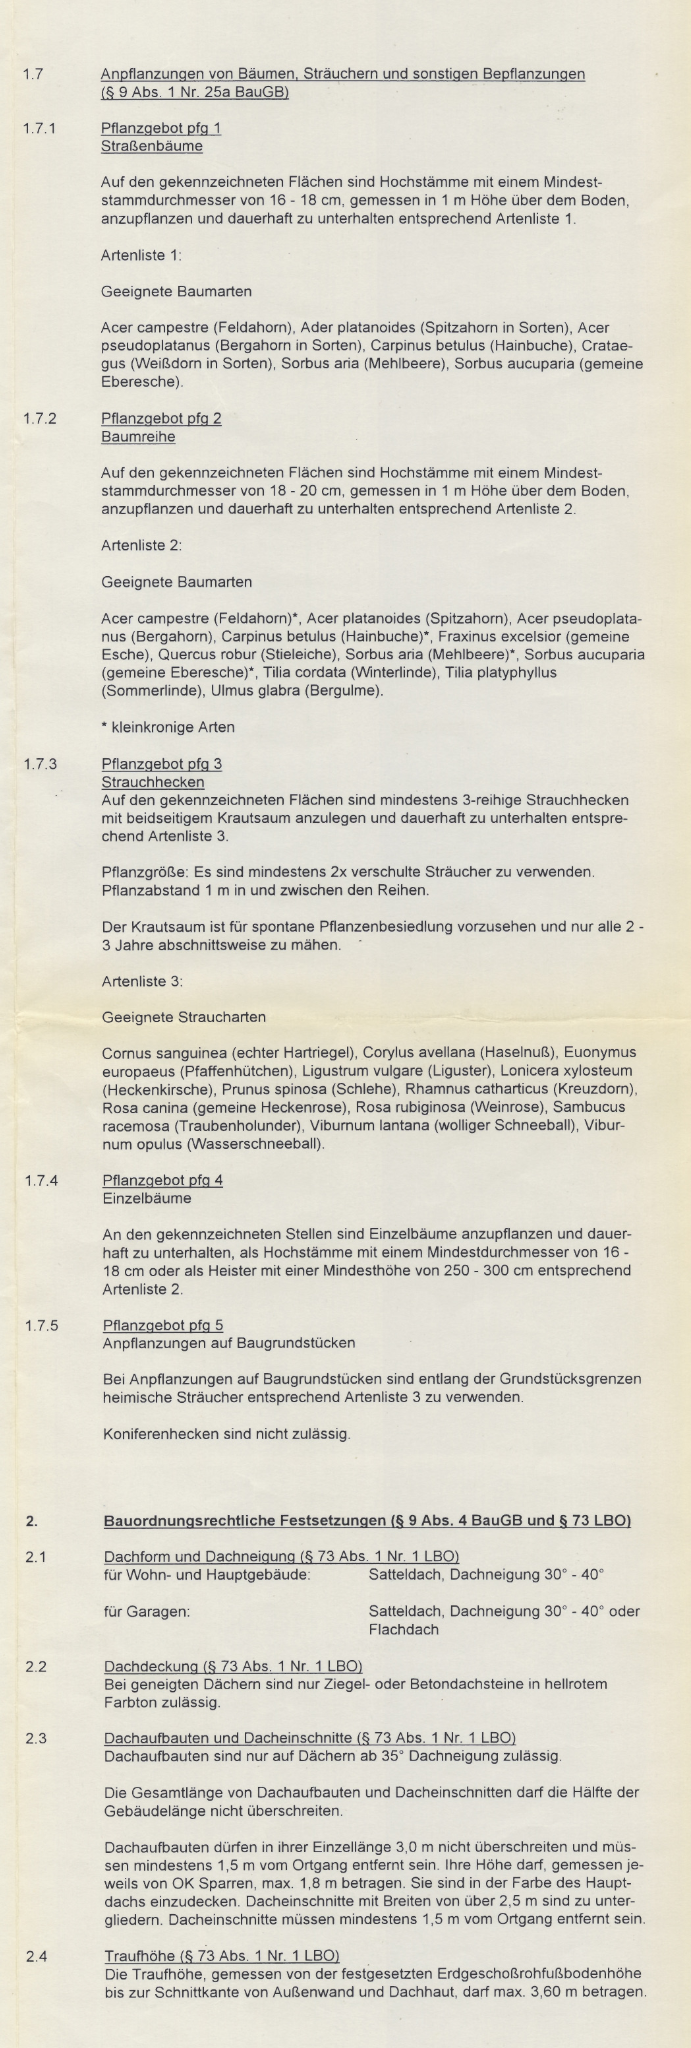 1.7 Anpflanzungen von Bäumen, Sträuchern und sonstigen Bepflanzungen
(§ 9 Abs. 1 Nr. 25a BauGB)
1.7.1 Pflanzgebot pfg 1
Straßenbäume
Auf den gekennzeichneten Flächen sind Hochstämme mit einem Mindest-
stammdurchmesser von 16 - 18 cm, gemessen in 1 m Höhe über dem Boden,
anzupflanzen und dauerhaft zu unterhalten entsprechend Artenliste 1.
Artenliste 1:
Geeignete Baumarten
Acer campestre (Feldahorn), Ader platanoides (Spitzahorn in Sorten), Acer
pseudoplatanus (Bergahorn in Sorten), Carpinus betulus (Hainbuche), Cratae-
gus (Weißdorn in Sorten), Sorbus aria (Mehlbeere), Sorbus aucuparia (gemeine
Eberesche).
1.7.2 Pflanzgebot pfg 2
Baumreihe
Auf den gekennzeichneten Flächen sind Hochstämme mit einem Mindest-
stammdurchmesser von 18 - 20 cm, gemessen in 1 m Höhe über dem Boden,
anzupflanzen und dauerhaft zu unterhalten entsprechend Artenliste 2.
Artenliste 2:
Geeignete Baumarten
Acer campestre (Feldahorn)*, Acer platanoides (Spitzahorn), Acer pseudoplata-
nus (Bergahorn), Carpinus betulus (Hainbuche)*, Fraxinus excelsior (gemeine
Esche), Quercus robur (Stieleiche), Sorbus aria (Mehlbeere)*, Sorbus aucuparia
(gemeine Eberesche)*, Tilia cordata (Winterlinde), Tilia platyphyllus
(Sommerlinde), Ulmus glabra (Bergulme).
* kleinkronige Arten
1.7.3 Pflanzgebot pfg 3
Strauchhecken
Auf den gekennzeichneten Flächen sind mindestens 3-reihige Strauchhecken
mit beidseitigem Krautsaum anzulegen und dauerhaft zu unterhalten entspre-
chend Artenliste 3.
Pflanzgröße: Es sind mindestens 2x verschulte Sträucher zu verwenden.
Pflanzabstand 1 m in und zwischen den Reihen.
Der Krautsaum ist für spontane Pflanzenbesiedlung vorzusehen und nur alle 2 -
3 Jahre abschnittsweise zu mähen.
Artenliste 3:
Geeignete Straucharten
Cornus sanguinea (echter Hartriegel), Corylus avellana (Haselnuß), Euonymus
europaeus (Pfaffenhütchen), Ligustrum vulgare (Liguster), Lonicera xylosteum
(Heckenkirsche), Prunus spinosa (Schlehe), Rhamnus catharticus (Kreuzdorn),
Rosa canina (gemeine Heckenrose), Rosa rubiginosa (Weinrose), Sambucus
racemosa (Traubenholunder), Viburnum lantana (wolliger Schneeball), Vibur-
num opulus (Wasserschneeball).
1.7.4 Pflanzgebot pfg 4
Einzelbäume
An den gekennzeichneten Stellen sind Einzelbäume anzupflanzen und dauer-
haft zu unterhalten, als Hochstämme mit einem Mindestdurchmesser von 16 -
18 cm oder als Heister mit einer Mindesthöhe von 250 - 300 cm entsprechend
Artenliste 2.
1.7.5 Pflanzgebot pfg 5
Anpflanzungen auf Baugrundstücken
Bei Anpflanzungen auf Baugrundstücken sind entlang der Grundstücksgrenzen
heimische Sträucher entsprechend Artenliste 3 zu verwenden.
Koniferenhecken sind nicht zulässig.
2. Bauordnungsrechtliche Festsetzungen (§ 9 Abs. 4 BauGB und § 73 LBO)
2.1 Dachform und Dachneigung (§ 73 Abs. 1 Nr. 1 LBO)
für Wohn- und Hauptgebäude: Satteldach, Dachneigung 30° - 40°
für Garagen: Satteldach, Dachneigung 30° - 40° oder
Flachdach
2.2 Dachdeckung (§ 73 Abs. 1 Nr. 1 LBO)
Bei geneigten Dächern sind nur Ziegel- oder Betondachsteine in hellrotem
Farbton zulässig.
2.3 Dachaufbauten und Dacheinschnitte (§ 73 Abs. 1 Nr. 1 LBO)
Dachaufbauten sind nur auf Dächern ab 35° Dachneigung zulässig.
Die Gesamtlänge von Dachaufbauten und Dacheinschnitten darf die Hälfte der
Gebäudelänge nicht überschreiten.
Dachaufbauten dürfen in ihrer Einzellänge 3,0 m nicht überschreiten und müs-
sen mindestens 1,5 m vom Ortgang entfernt sein. Ihre Höhe darf, gemessen je-
weils von OK Sparren, max. 1,8 m betragen. Sie sind in der Farbe des Haupt-
dachs einzudecken. Dacheinschnitte mit Breiten von über 2,5 m sind zu unter-
gliedern. Dacheinschnitte müssen mindestens 1,5 m vom Ortgang entfernt sein.
2.4 Traufhöhe (§ 73 Abs. 1 Nr. 1 LBO)
Die Traufhöhe, gemessen von der festgesetzten Erdgeschoßrohfußbodenhöhe
bis zur Schnittkante von Außenwand und Dachhaut, darf max. 3,60 m betragen.